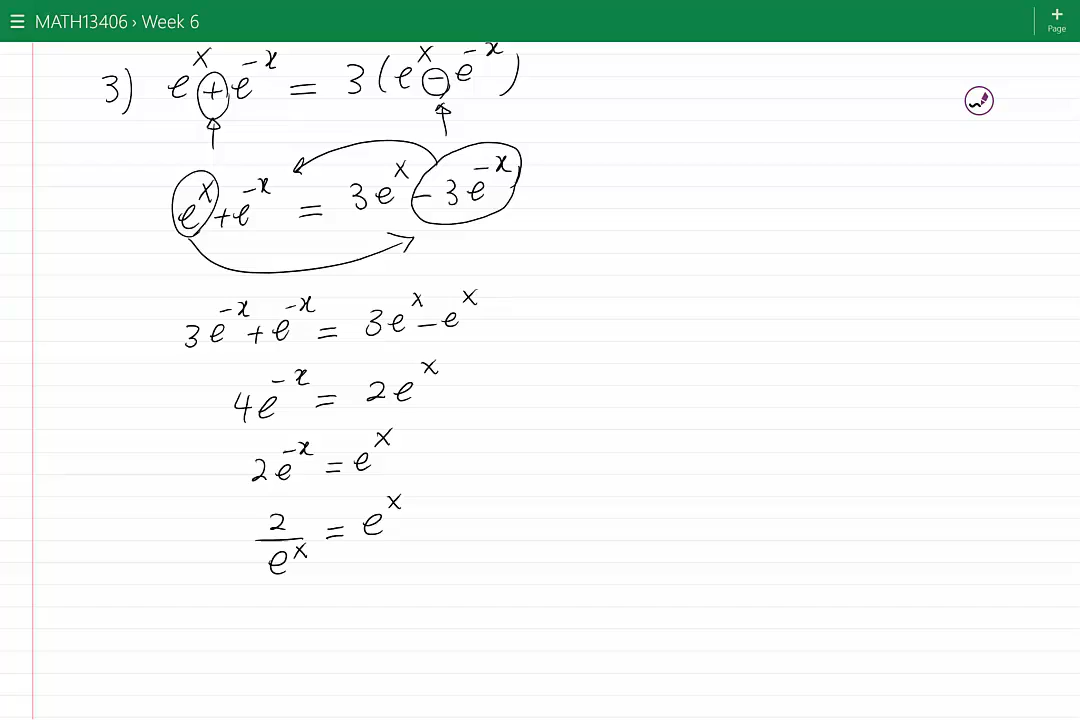 ☰ MATH13406 › Week 6
+ Page
3) e^x + e^-x = 3 ( e^x - e^-x )
e^x + e^-x = 3e^x - 3e^-x
3e^-x + e^-x = 3e^x - e^x
4e^-x = 2e^x
2e^-x = e^x
2/e^x = e^x